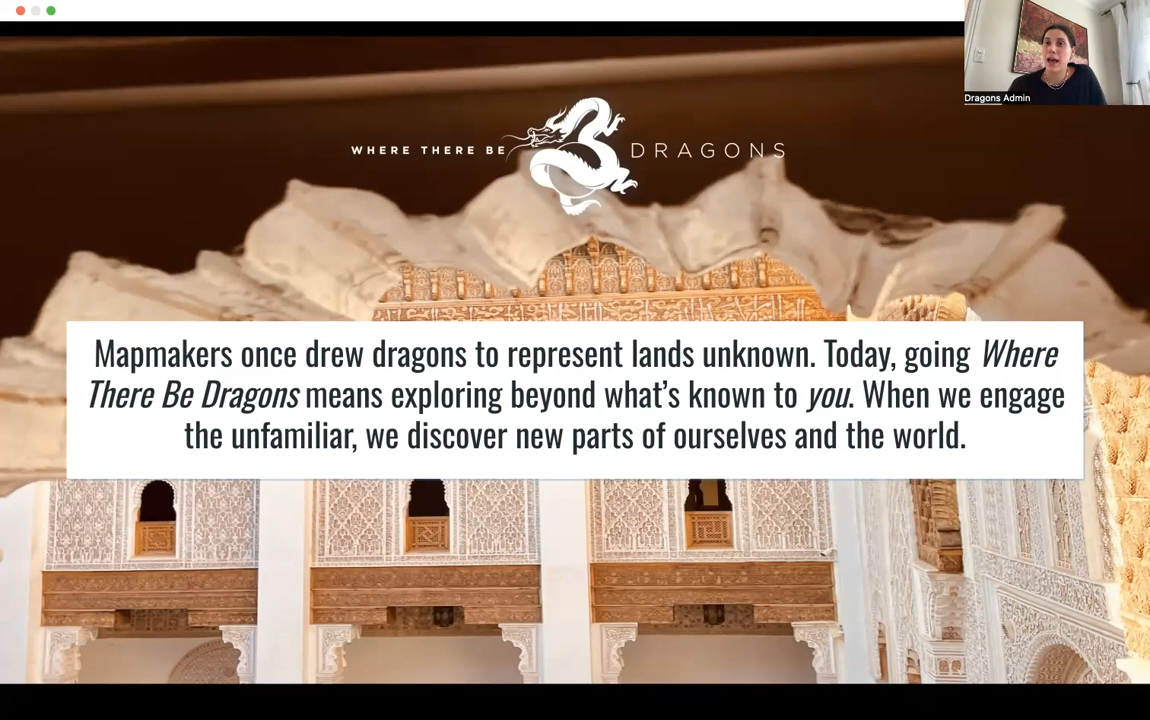 Dragons Admin
WHERE THERE BE DRAGONS
Mapmakers once drew dragons to represent lands unknown. Today, going Where
There Be Dragons means exploring beyond what’s known to you. When we engage
the unfamiliar, we discover new parts of ourselves and the world.